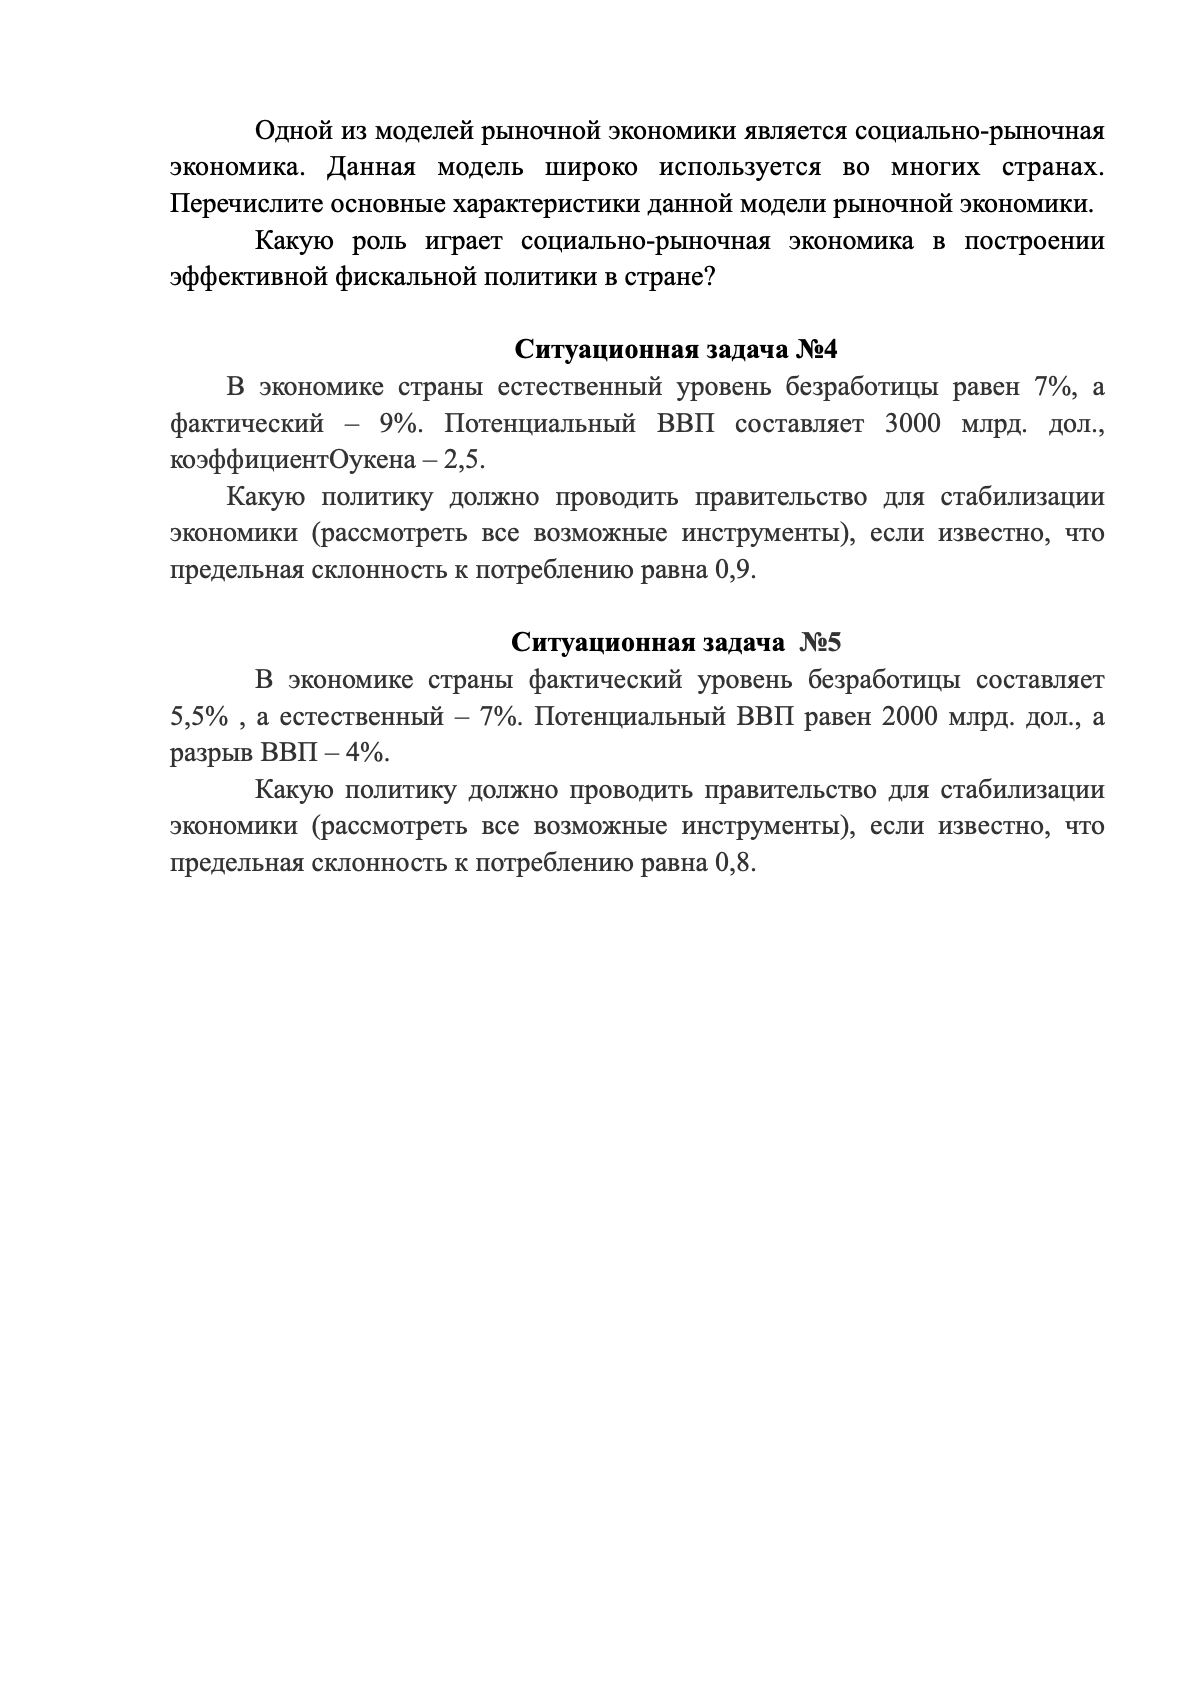 Одной из моделей рыночной экономики является социально-рыночная
экономика. Данная модель широко используется во многих странах.
Перечислите основные характеристики данной модели рыночной экономики.
Какую роль играет социально-рыночная экономика в построении
эффективной фискальной политики в стране?
Ситуационная задача №4
В экономике страны естественный уровень безработицы равен 7%, а
фактический – 9%. Потенциальный ВВП составляет 3000 млрд. дол.,
коэффициентОукена – 2,5.
Какую политику должно проводить правительство для стабилизации
экономики (рассмотреть все возможные инструменты), если известно, что
предельная склонность к потреблению равна 0,9.
Ситуационная задача №5
В экономике страны фактический уровень безработицы составляет
5,5% , а естественный – 7%. Потенциальный ВВП равен 2000 млрд. дол., а
разрыв ВВП – 4%.
Какую политику должно проводить правительство для стабилизации
экономики (рассмотреть все возможные инструменты), если известно, что
предельная склонность к потреблению равна 0,8.